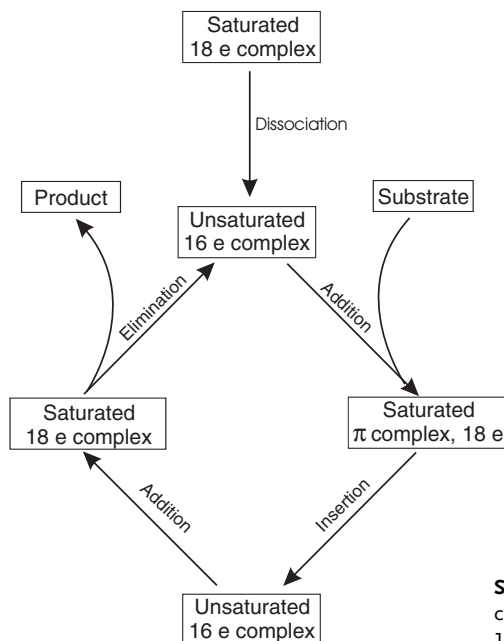 Saturated
18 e complex
Dissociation
Product
Substrate
Unsaturated
16 e complex
Elimination
Addition
Saturated
18 e complex
Saturated
π complex, 18 e
Addition
Insertion
Unsaturated
16 e complex